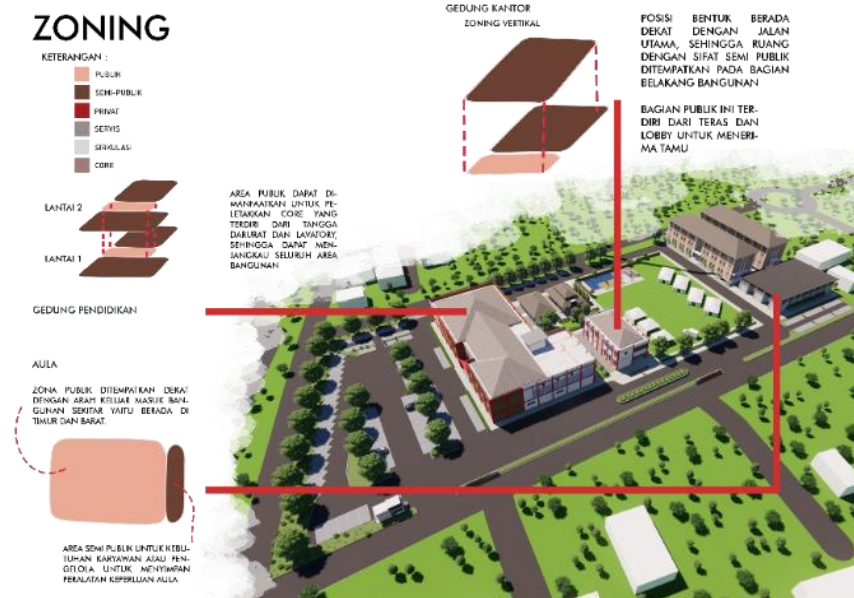 ZONING
KETERANGAN :
PUBLIK
SEMI-PUBLIK
PRIVAT
SERVIS
SIRKULASI
CORE
LANTAI 2
LANTAI 1
GEDUNG PENDIDIKAN
AREA PUBLIK DAPAT DI-
MANFAATKAN UNTUK PE-
LETAKKAN CORE YANG
TERDIRI DARI TANGGA
DARURAT DAN LAVATORY,
SEHINGGA DAPAT MEN-
JANGKAU SELURUH AREA
BANGUNAN
GEDUNG KANTOR
ZONING VERTIKAL
POSISI BENTUK BERADA
DEKAT DENGAN JALAN
UTAMA, SEHINGGA RUANG
DENGAN SIFAT SEMI PUBLIK
DITEMPATKAN PADA BAGIAN
BELAKANG BANGUNAN
BAGIAN PUBLIK INI TER-
DIRI DARI TERAS DAN
LOBBY UNTUK MENERI-
MA TAMU
AULA
ZONA PUBLIK DITEMPATKAN DEKAT
DENGAN ARAH KELUAR MASUK BAN-
GUNAN SEKITAR YAITU BERADA DI
TIMUR DAN BARAT.
AREA SEMI PUBLIK UNTUK KEBU-
TUHAN KARYAWAN ATAU PEN-
GELOLA UNTUK MENYIMPAN
PERALATAN KEPERLUAN AULA